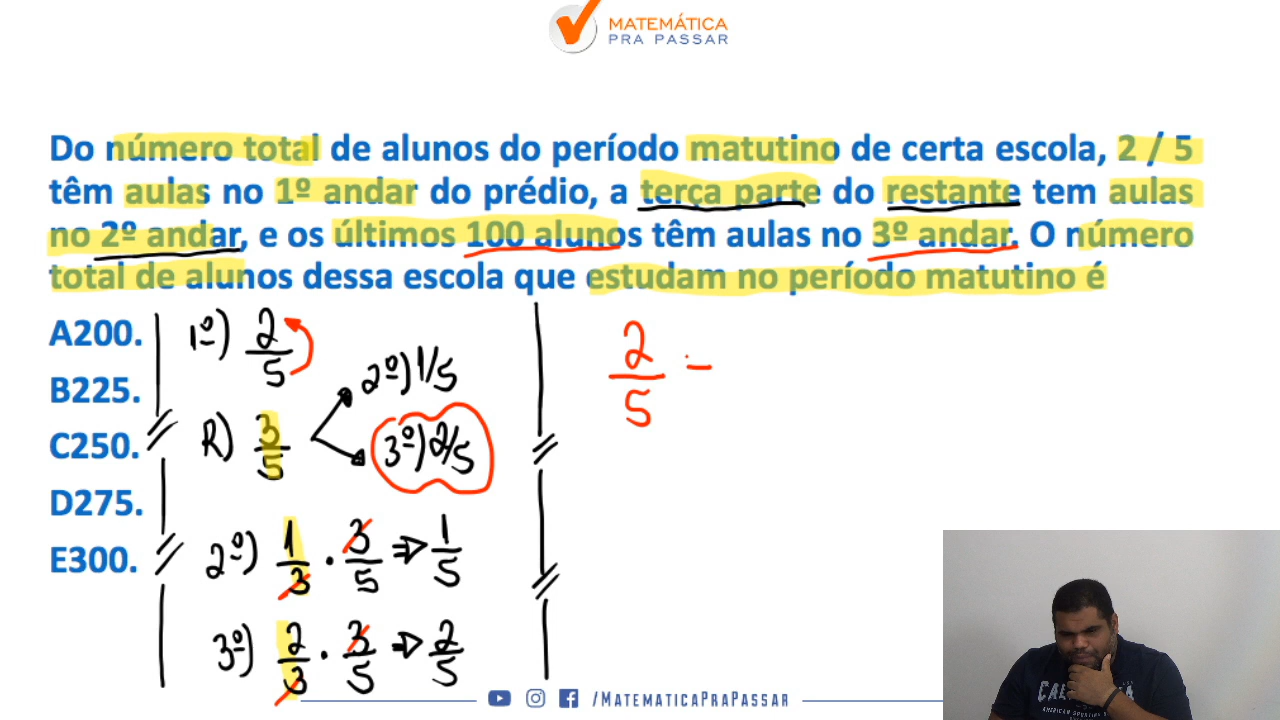 MATEMÁTICA
PRA PASSAR
Do número total de alunos do período matutino de certa escola, 2 / 5
têm aulas no 1º andar do prédio, a terça parte do restante tem aulas
no 2º andar, e os últimos 100 alunos têm aulas no 3º andar. O número
total de alunos dessa escola que estudam no período matutino é
A200.
B225.
C250.
D275.
E300.
1º) 2/5
R) 3/5
2º) 1/5
3º) 2/5
2º) 1/3 · 3/5 ⇒ 1/5
3º) 2/3 · 3/5 ⇒ 2/5
2/5 =
/MATEMATICAPRAPASSAR